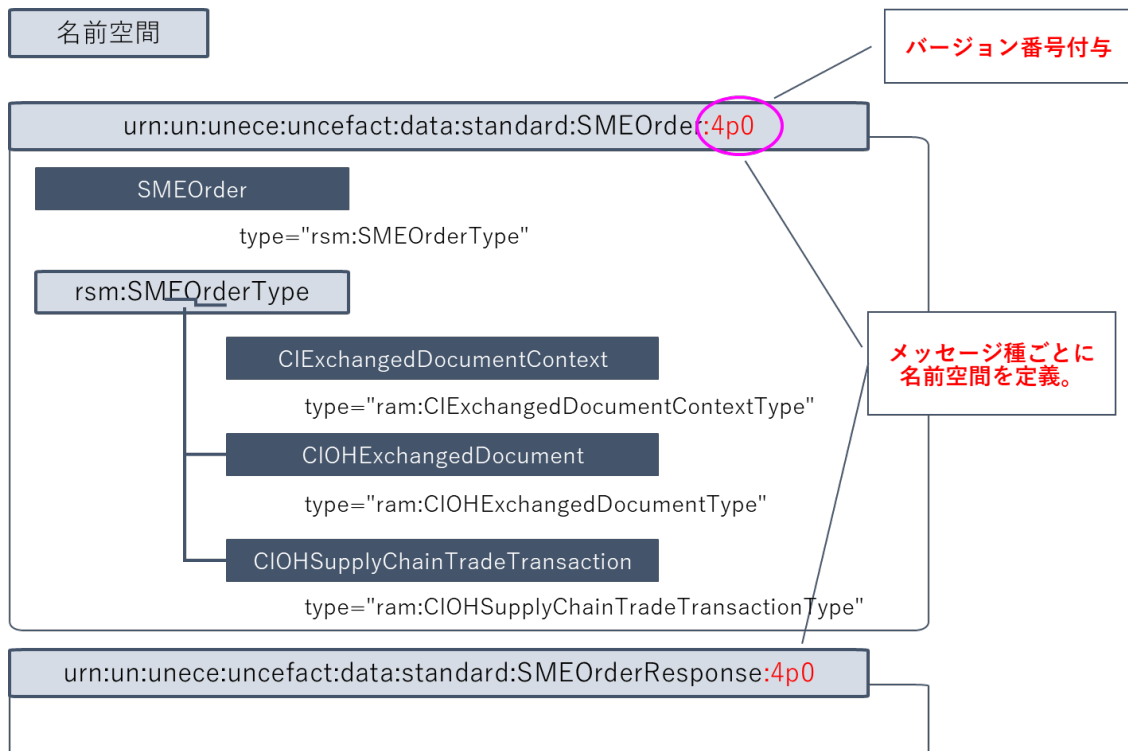 名前空間
バージョン番号付与
urn:un:unece:uncefact:data:standard:SMEOrder:4p0
SMEOrder
type="rsm:SMEOrderType"
rsm:SMEOrderType
メッセージ種ごとに
名前空間を定義。
CIExchangedDocumentContext
type="ram:CIExchangedDocumentContextType"
CIOHExchangedDocument
type="ram:CIOHExchangedDocumentType"
CIOHSupplyChainTradeTransaction
type="ram:CIOHSupplyChainTradeTransactionType"
urn:un:unece:uncefact:data:standard:SMEOrderResponse:4p0